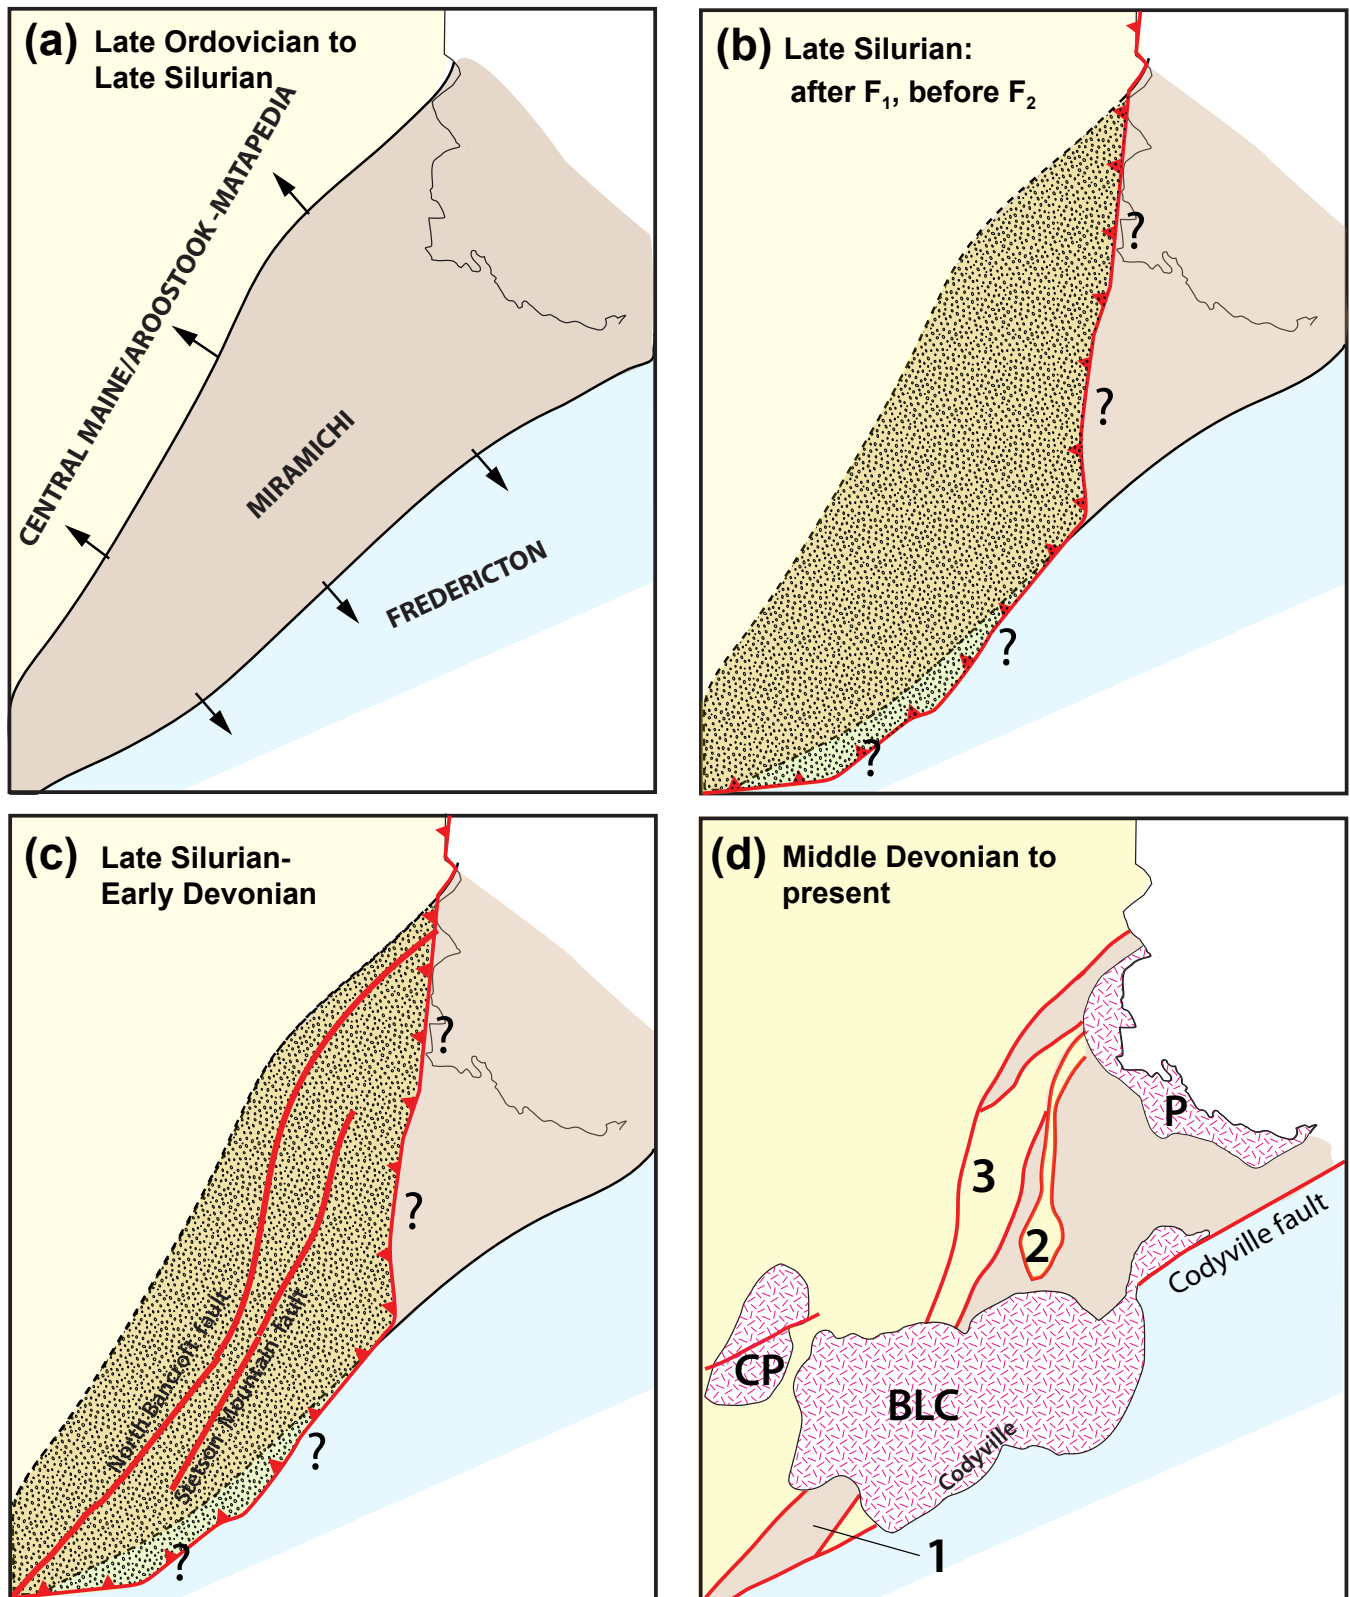 (a) Late Ordovician to
Late Silurian
CENTRAL MAINE/AROOSTOOK -MATAPEDIA
MIRAMICHI
FREDERICTON
(b) Late Silurian:
after F₁, before F₂
?
?
?
?
(c) Late Silurian-
Early Devonian
?
?
North Bancroft fault
Stetson Mountain fault
?
?
(d) Middle Devonian to
present
P
3
2
Codyville fault
CP
BLC
Codyville
1